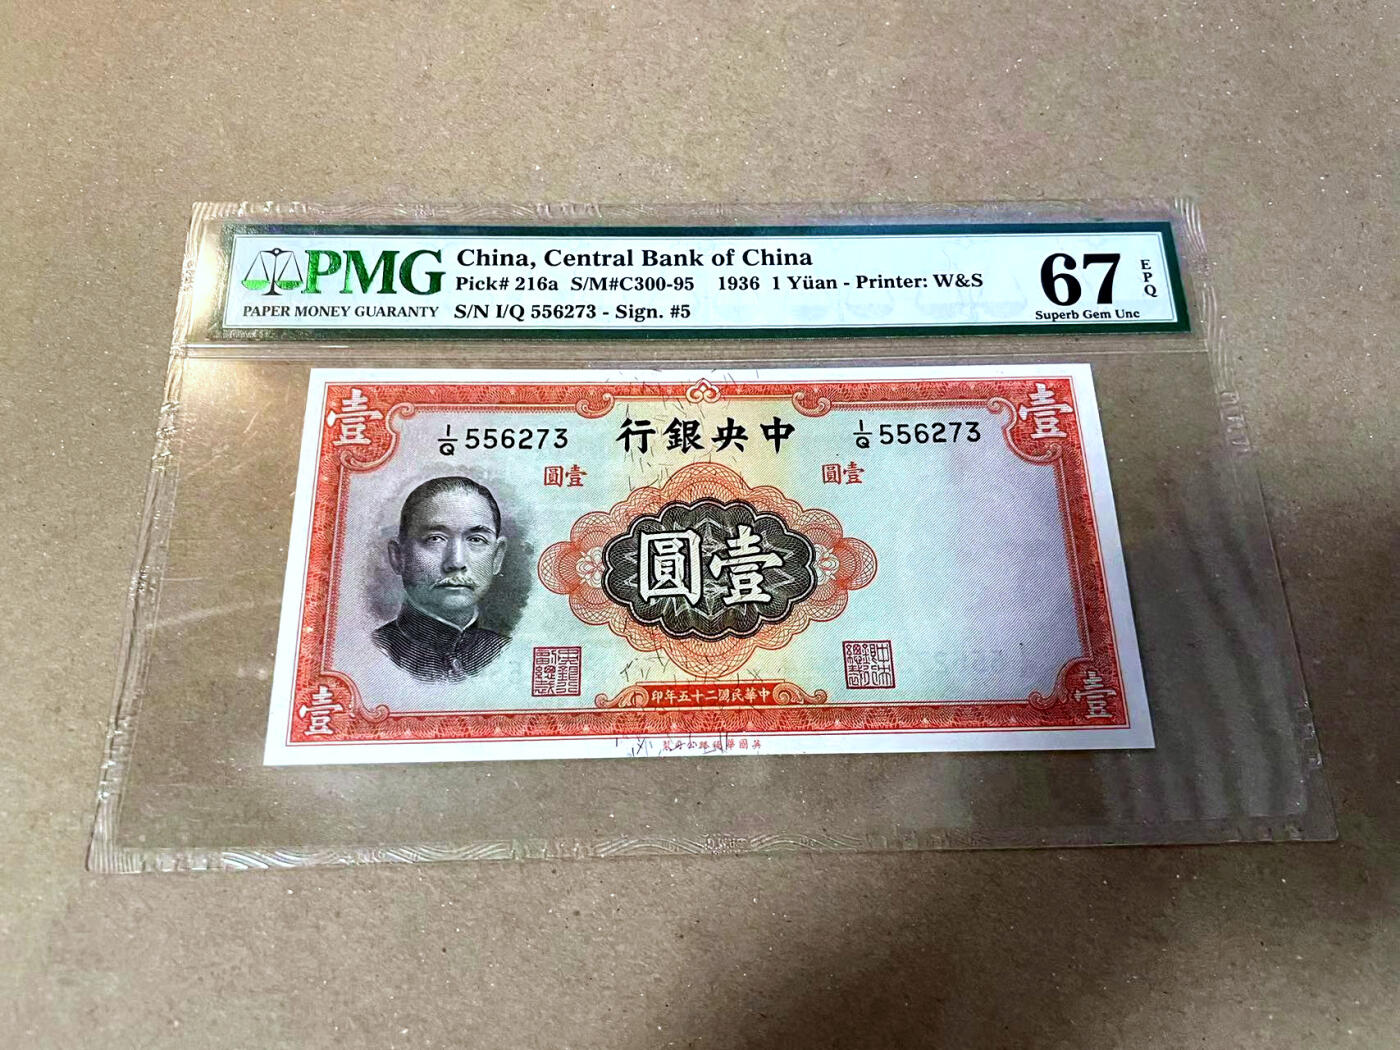 PMG
PAPER MONEY GUARANTY
China, Central Bank of China
Pick# 216a S/M#C300-95 1936 1 Yüan - Printer: W&S
S/N I/Q 556273 - Sign. #5
67
EPQ
Superb Gem Unc
壹
壹
I/Q 556273
行銀央中
I/Q 556273
圓壹
圓壹
圓壹
印年五十二國民華中
壹
壹